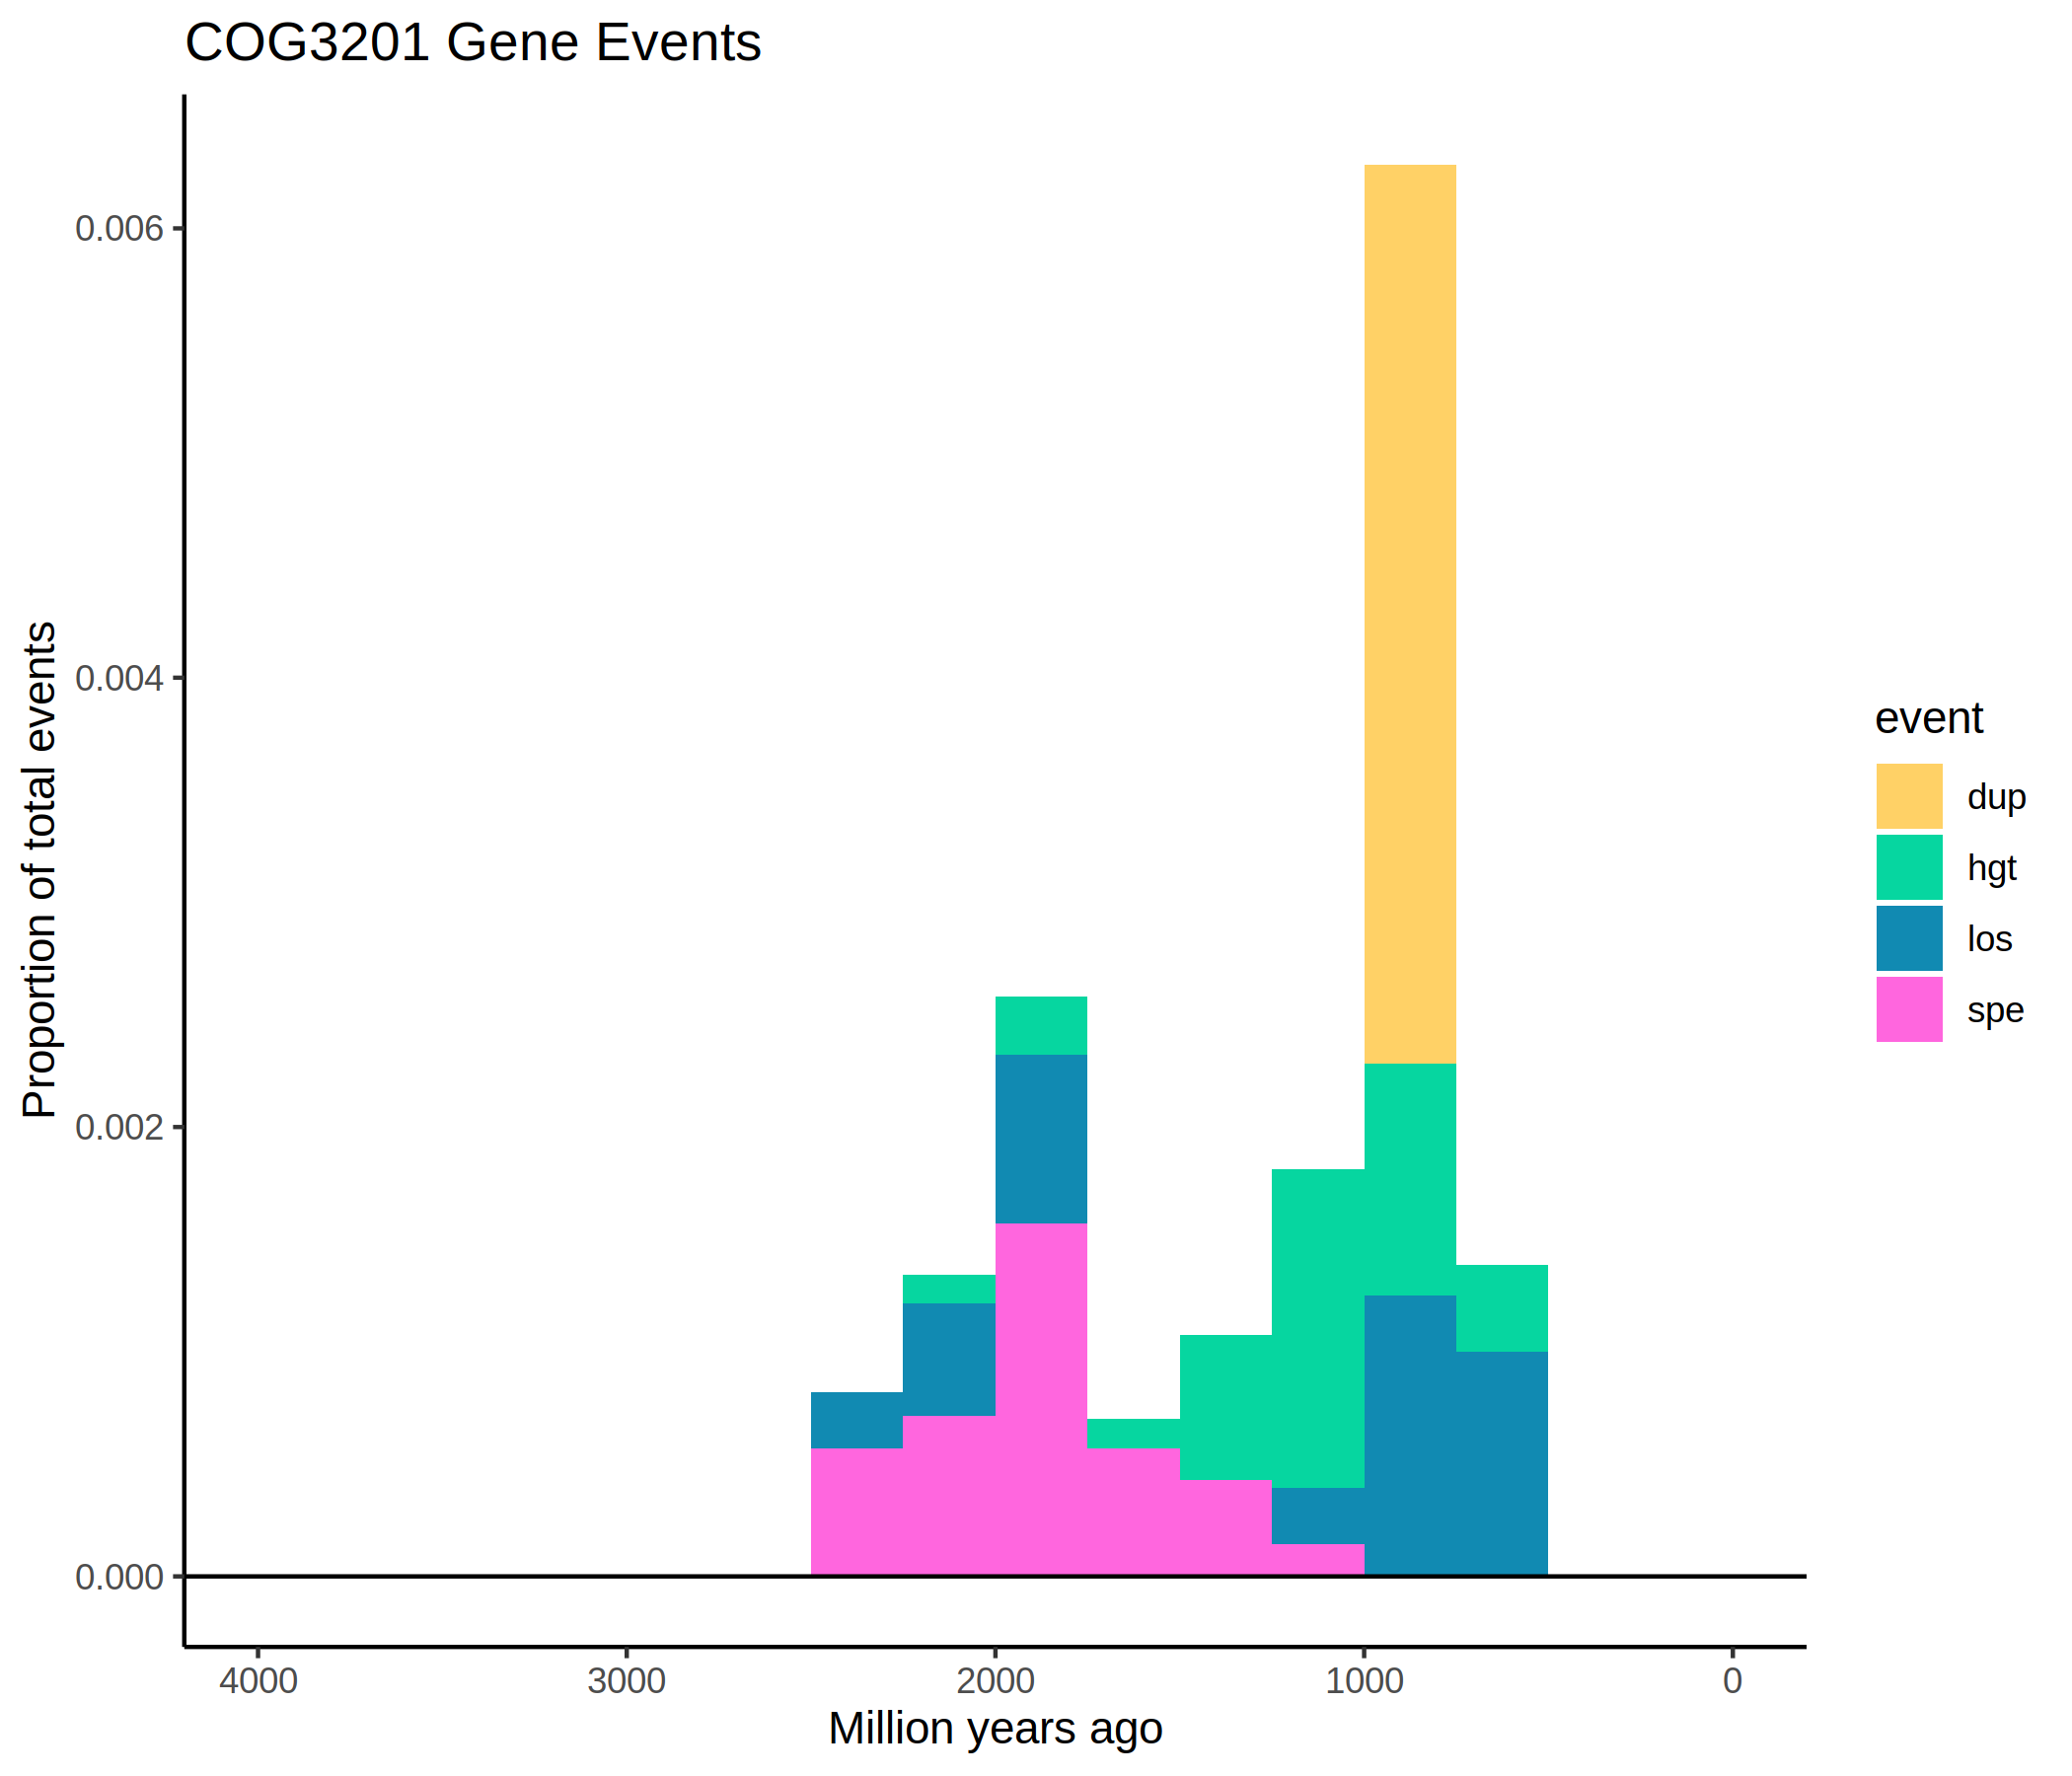 COG3201 Gene Events
Proportion of total events
0.006
0.004
0.002
0.000
4000 3000 2000 1000 0
Million years ago
event
dup
hgt
los
spe